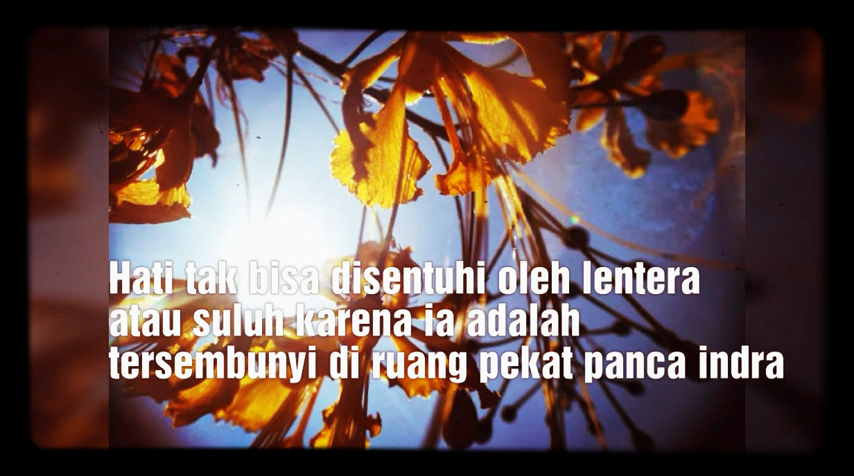 Hati tak bisa disentuhi oleh lentera
atau suluh karena ia adalah
tersembunyi di ruang pekat panca indra